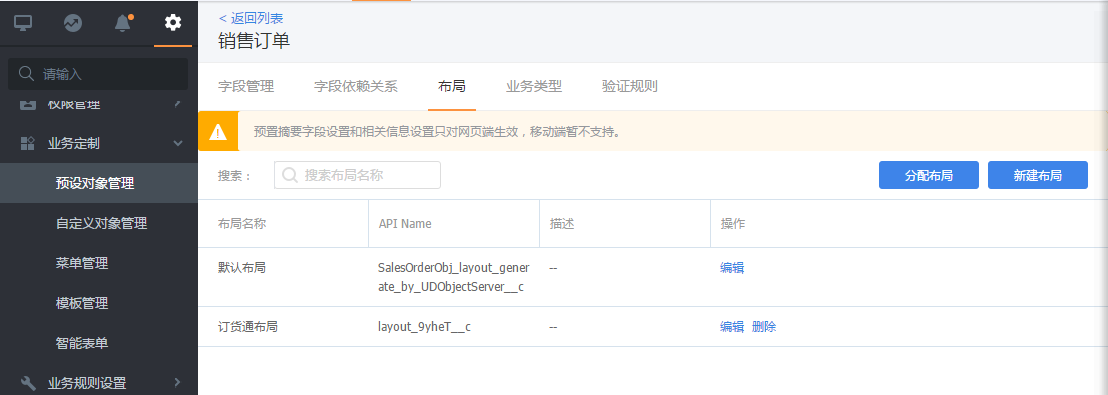 < 返回列表
销售订单
请输入
权限管理
业务定制
预设对象管理
自定义对象管理
菜单管理
模板管理
智能表单
业务规则设置
字段管理 字段依赖关系 布局 业务类型 验证规则
预置摘要字段设置和相关信息设置只对网页端生效，移动端暂不支持。
搜索： 搜索布局名称 分配布局 新建布局
布局名称 API Name 描述 操作
默认布局 SalesOrderObj_layout_gener -- 编辑
ate_by_UDObjectServer__c
订货通布局 layout_9yheT__c -- 编辑 删除